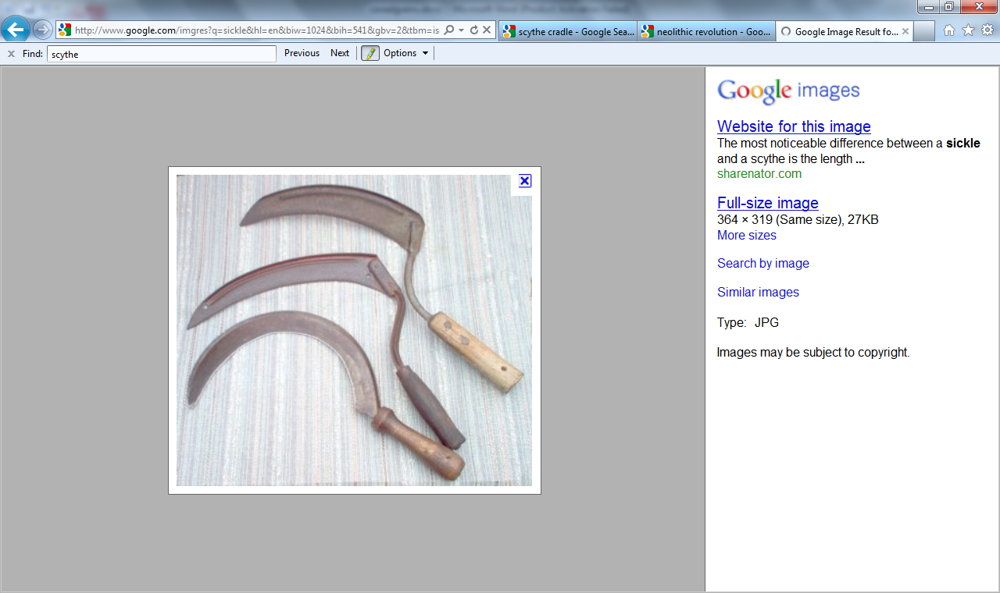 http://www.google.com/imgres?q=sickle&hl=en&biw=1024&bih=541&gbv=2&tbm=is
scythe cradle - Google Sea...
neolithic revolution - Goo...
Google Image Result fo...
Find: scythe
Previous
Next
Options
Google images
Website for this image
The most noticeable difference between a sickle
and a scythe is the length ...
sharenator.com
Full-size image
364 × 319 (Same size), 27KB
More sizes
Search by image
Similar images
Type: JPG
Images may be subject to copyright.